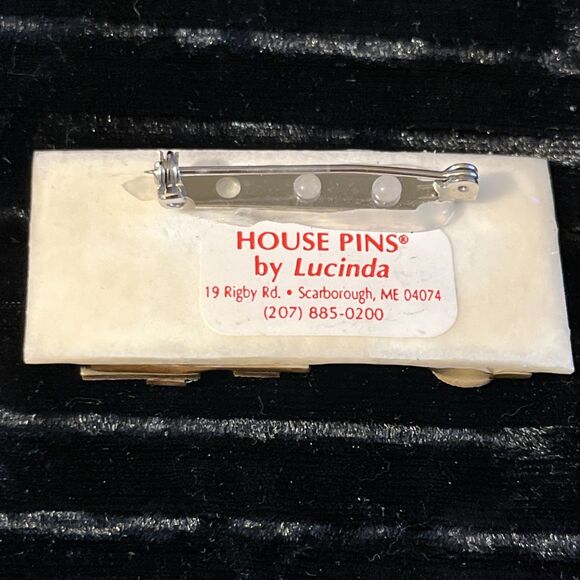 HOUSE PINS®
by Lucinda
19 Rigby Rd. • Scarborough, ME 04074
(207) 885-0200